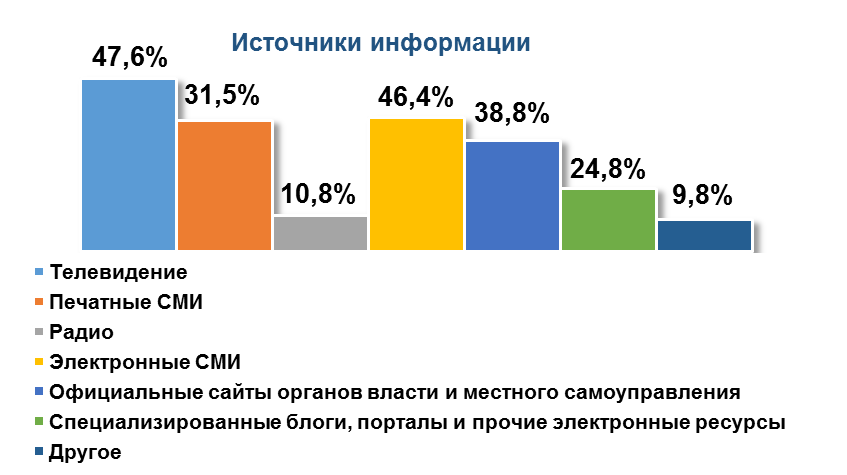 Источники информации
47,6%
31,5%
10,8%
46,4%
38,8%
24,8%
9,8%
Телевидение
Печатные СМИ
Радио
Электронные СМИ
Официальные сайты органов власти и местного самоуправления
Специализированные блоги, порталы и прочие электронные ресурсы
Другое